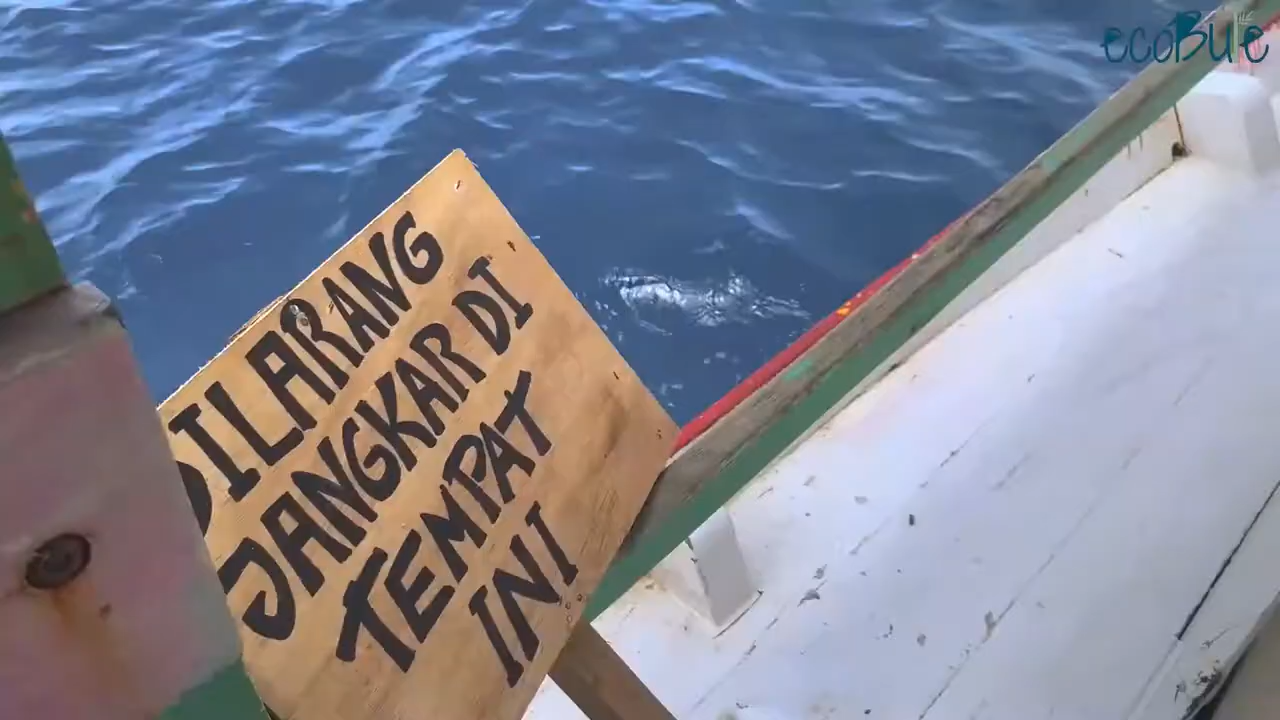 ecoBlue
DILARANG
JANGKAR DI
TEMPAT
INI